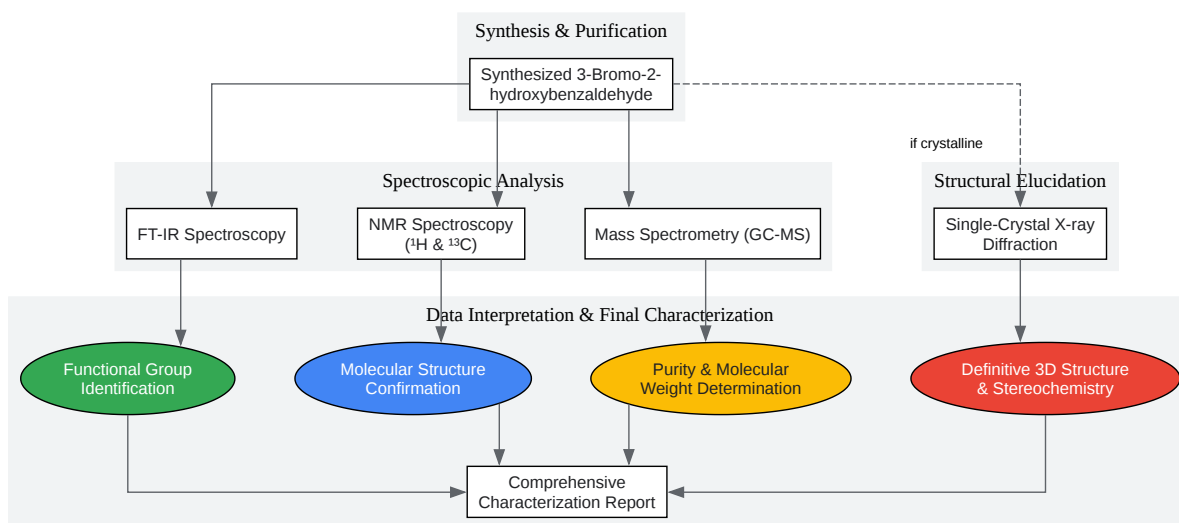 Synthesis & Purification
Synthesized 3-Bromo-2-
hydroxybenzaldehyde
if crystalline
Spectroscopic Analysis
Structural Elucidation
FT-IR Spectroscopy
NMR Spectroscopy
(¹H & ¹³C)
Mass Spectrometry (GC-MS)
Single-Crystal X-ray
Diffraction
Data Interpretation & Final Characterization
Functional Group
Identification
Molecular Structure
Confirmation
Purity & Molecular
Weight Determination
Definitive 3D Structure
& Stereochemistry
Comprehensive
Characterization Report